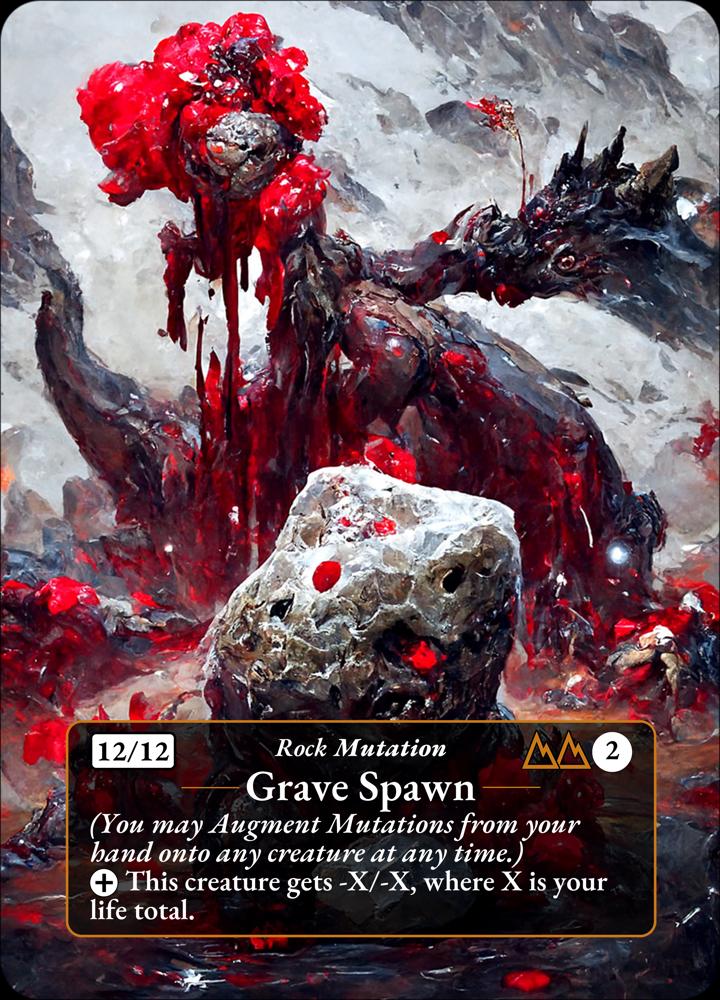 12/12 Rock Mutation 2
Grave Spawn
(You may Augment Mutations from your
hand onto any creature at any time.)
This creature gets -X/-X, where X is your
life total.